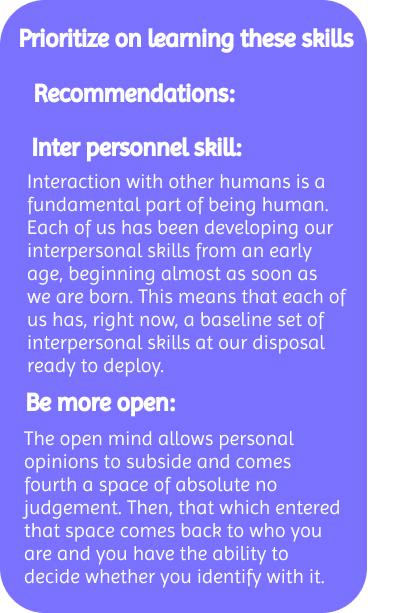 Prioritize on learning these skills
Recommendations:
Inter personnel skill:
Interaction with other humans is a
fundamental part of being human.
Each of us has been developing our
interpersonal skills from an early
age, beginning almost as soon as
we are born. This means that each of
us has, right now, a baseline set of
interpersonal skills at our disposal
ready to deploy.
Be more open:
The open mind allows personal
opinions to subside and comes
fourth a space of absolute no
judgement. Then, that which entered
that space comes back to who you
are and you have the ability to
decide whether you identify with it.